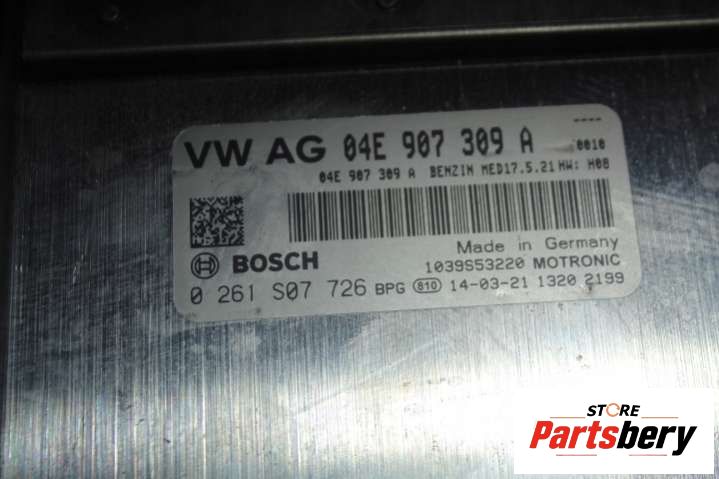 ----
VW AG 04E 907 309 A 0010
04E 907 309 A BENZIN MED17.5.21 HW: H08
Made in Germany
BOSCH 1039S53220 MOTRONIC
0 261 S07 726 BPG 810 14-03-21 1320 2199
STORE
Partsbery